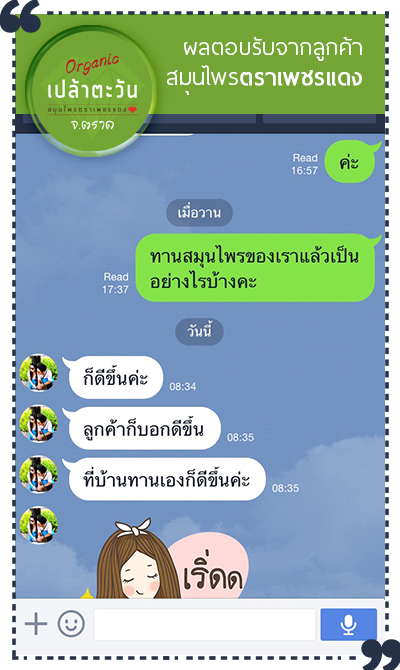 ❝
ผลตอบรับจากลูกค้า
สมุนไพรตราเพชรแดง
Organic
เปล้าตะวัน
สมุนไพรตราเพชรแดง
จ.ตราด
Read
16:57
ค่ะ
เมื่อวาน
ทานสมุนไพรของเราแล้วเป็น
อย่างไรบ้างคะ
Read
17:37
วันนี้
ก็ดีขึ้นค่ะ
08:34
ลูกค้าก็บอกดีขึ้น
08:35
ที่บ้านทานเองก็ดีขึ้นค่ะ
08:35
เริ่ดด
❞